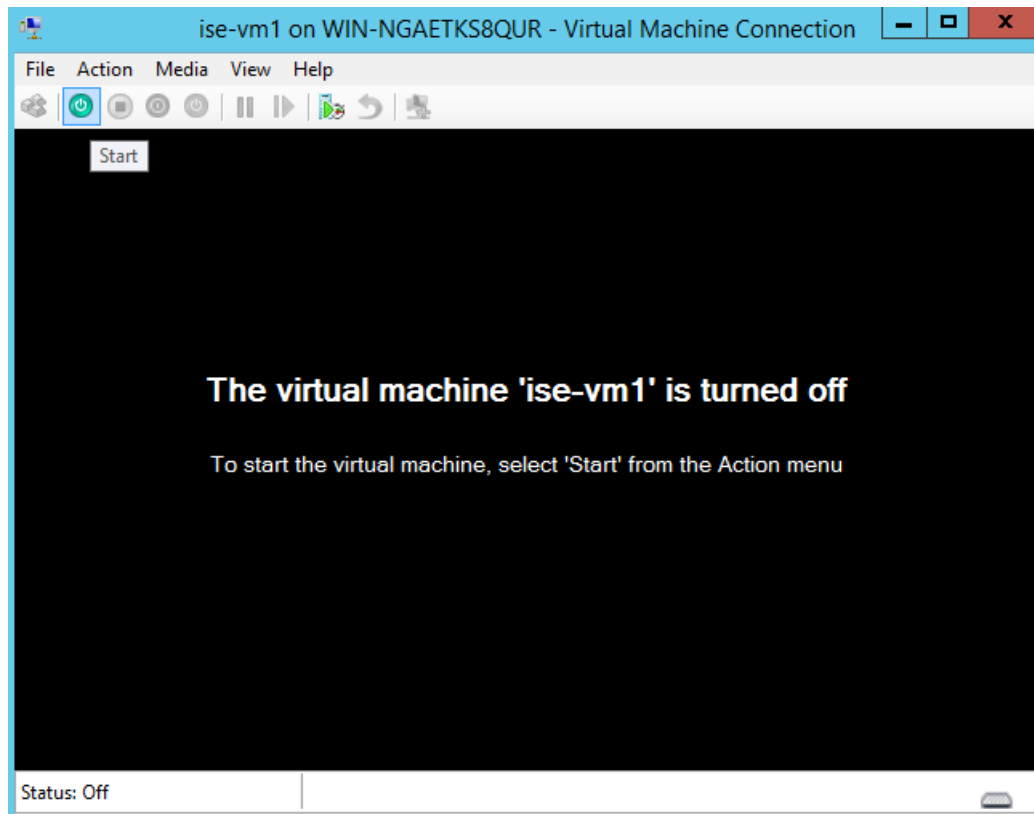 ise-vm1 on WIN-NGAETKS8QUR - Virtual Machine Connection
File Action Media View Help
Start
The virtual machine 'ise-vm1' is turned off
To start the virtual machine, select 'Start' from the Action menu
Status: Off